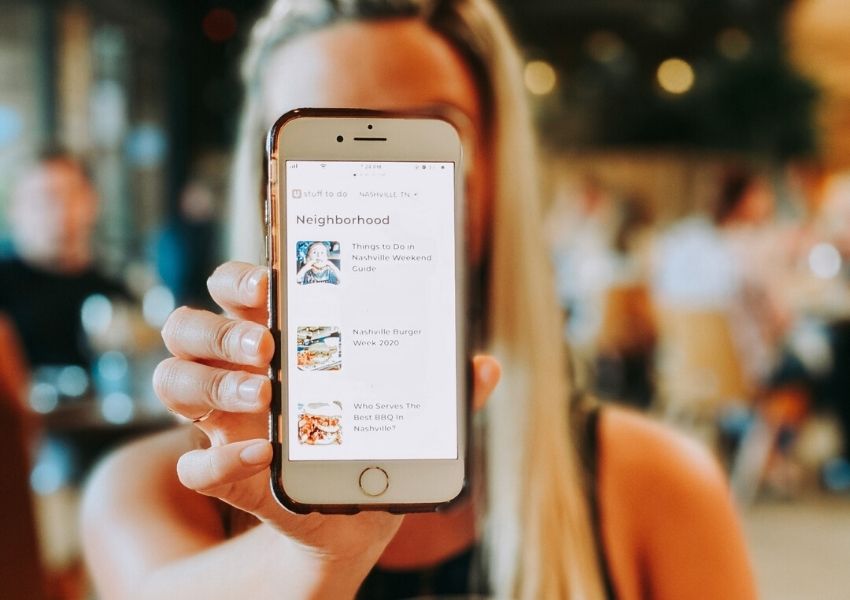 stuff to do
NASHVILLE TN
Neighborhood
Things to Do in
Nashville Weekend
Guide
Nashville Burger
Week 2020
Who Serves The
Best BBQ In
Nashville?